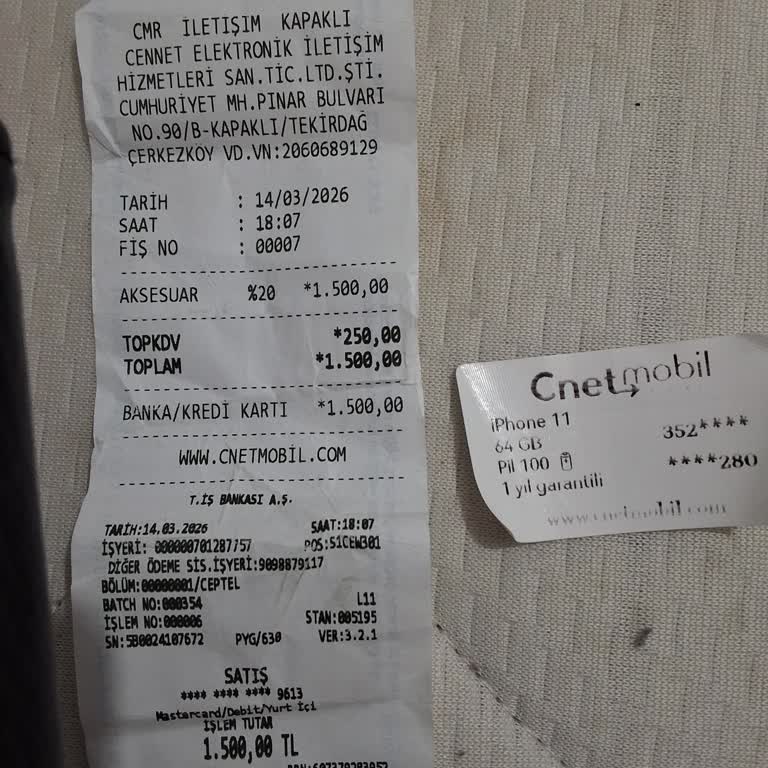 CMR İLETİŞİM KAPAKLI
CENNET ELEKTRONİK İLETİŞİM
HİZMETLERİ SAN.TİC.LTD.ŞTİ.
CUMHURİYET MH.PINAR BULVARI
NO.90/B-KAPAKLI/TEKİRDAĞ
ÇERKEZKÖY VD.VN:2060689129
TARİH : 14/03/2026
SAAT : 18:07
FİŞ NO : 00007
AKSESUAR %20 *1.500,00
TOPKDV *250,00
TOPLAM *1.500,00
BANKA/KREDİ KARTI *1.500,00
WWW.CNETMOBİL.COM
T.İŞ BANKASI A.Ş.
TARİH:14.03.2026 SAAT:18:07
İŞYERİ: 000000701287757 POS:S1CEW301
DİĞER ÖDEME SİS.İŞYERİ:9098879117
BÖLÜM:00000001/CEPTEL
BATCH NO:000354 L11
İŞLEM NO:000006 STAN:005195
SN:5B0024107672 PYG/630 VER:3.2.1
SATIŞ
**** **** **** 9613
Mastercard/Debit/Yurt İçi
İŞLEM TUTAR
1.500,00 TL
Cnetmobil
iPhone 11
64 GB 352****
Pil 100 ****280
1 yıl garantili
www.cnetmobil.com